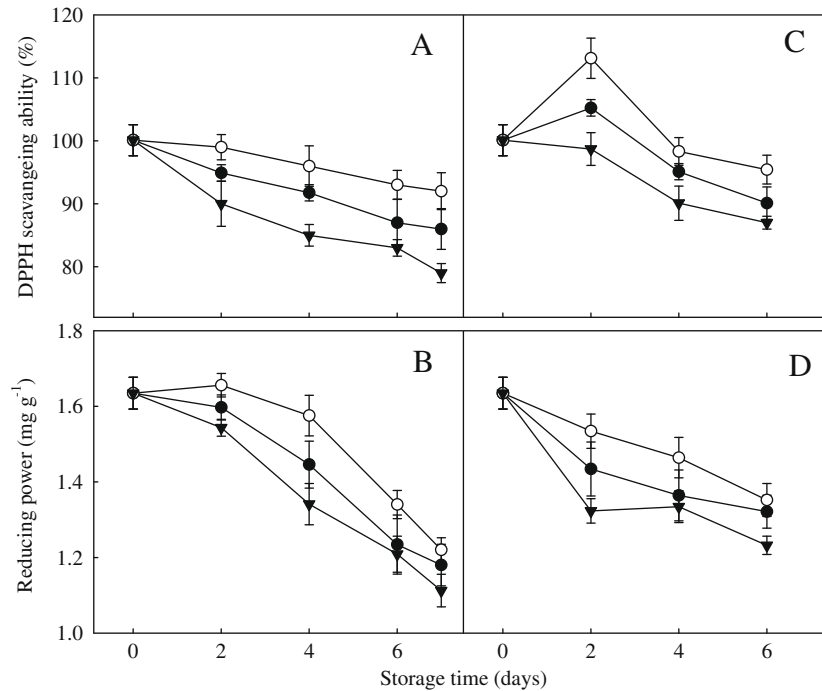 120
110
100
90
80
DPPH scavangeing ability (%)
A
C
1.8
1.6
1.4
1.2
1.0
Reducing power (mg g⁻¹)
B
D
0 2 4 6 0 2 4 6
Storage time (days)